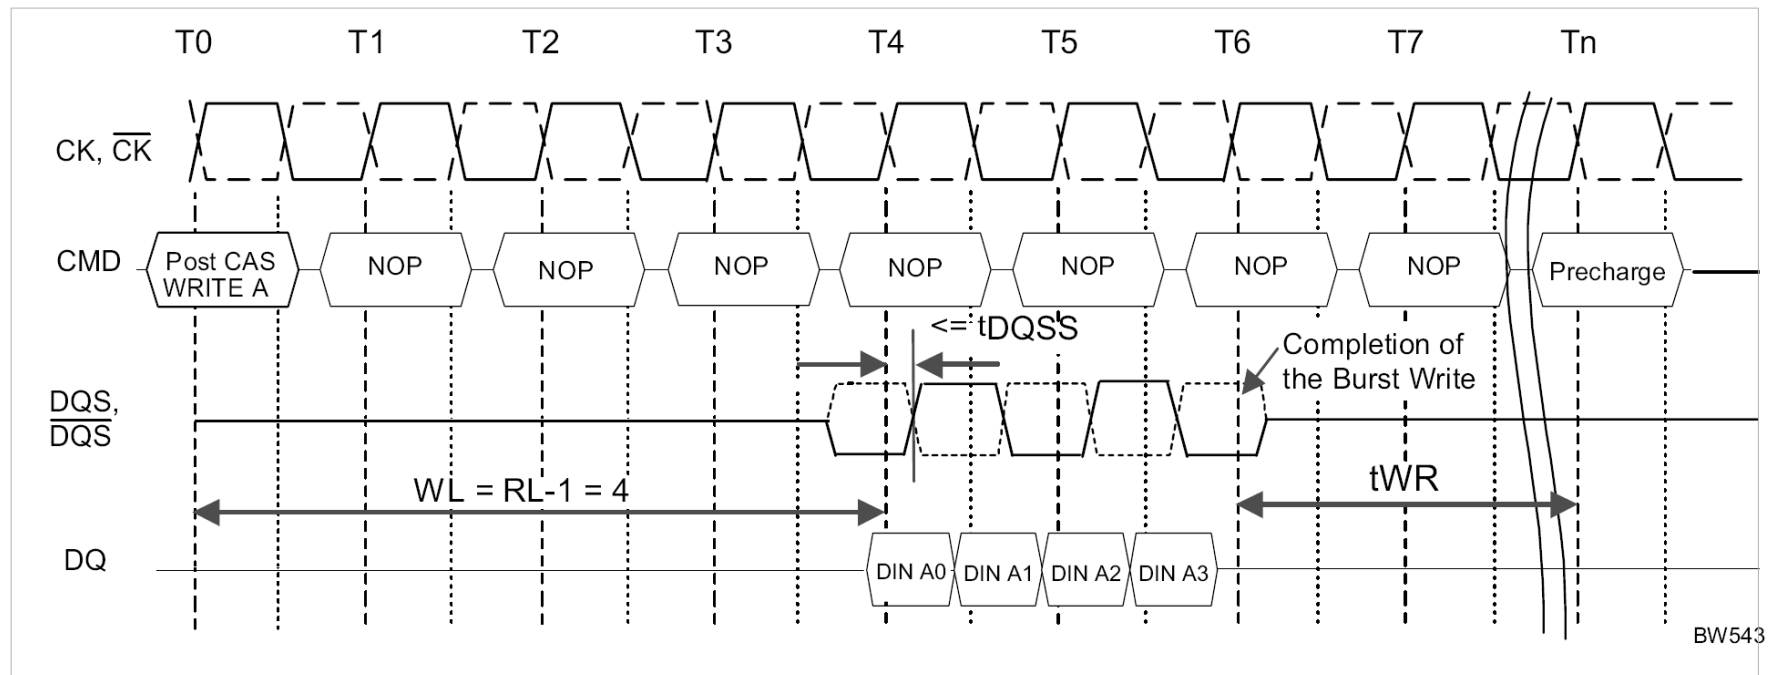 T0 T1 T2 T3 T4 T5 T6 T7 Tn
CK, CK
CMD
Post CAS
WRITE A
NOP NOP NOP NOP NOP NOP NOP Precharge
<= tDQSS
Completion of
the Burst Write
DQS,
DQS
WL = RL-1 = 4
tWR
DQ
DIN A0 DIN A1 DIN A2 DIN A3
BW543